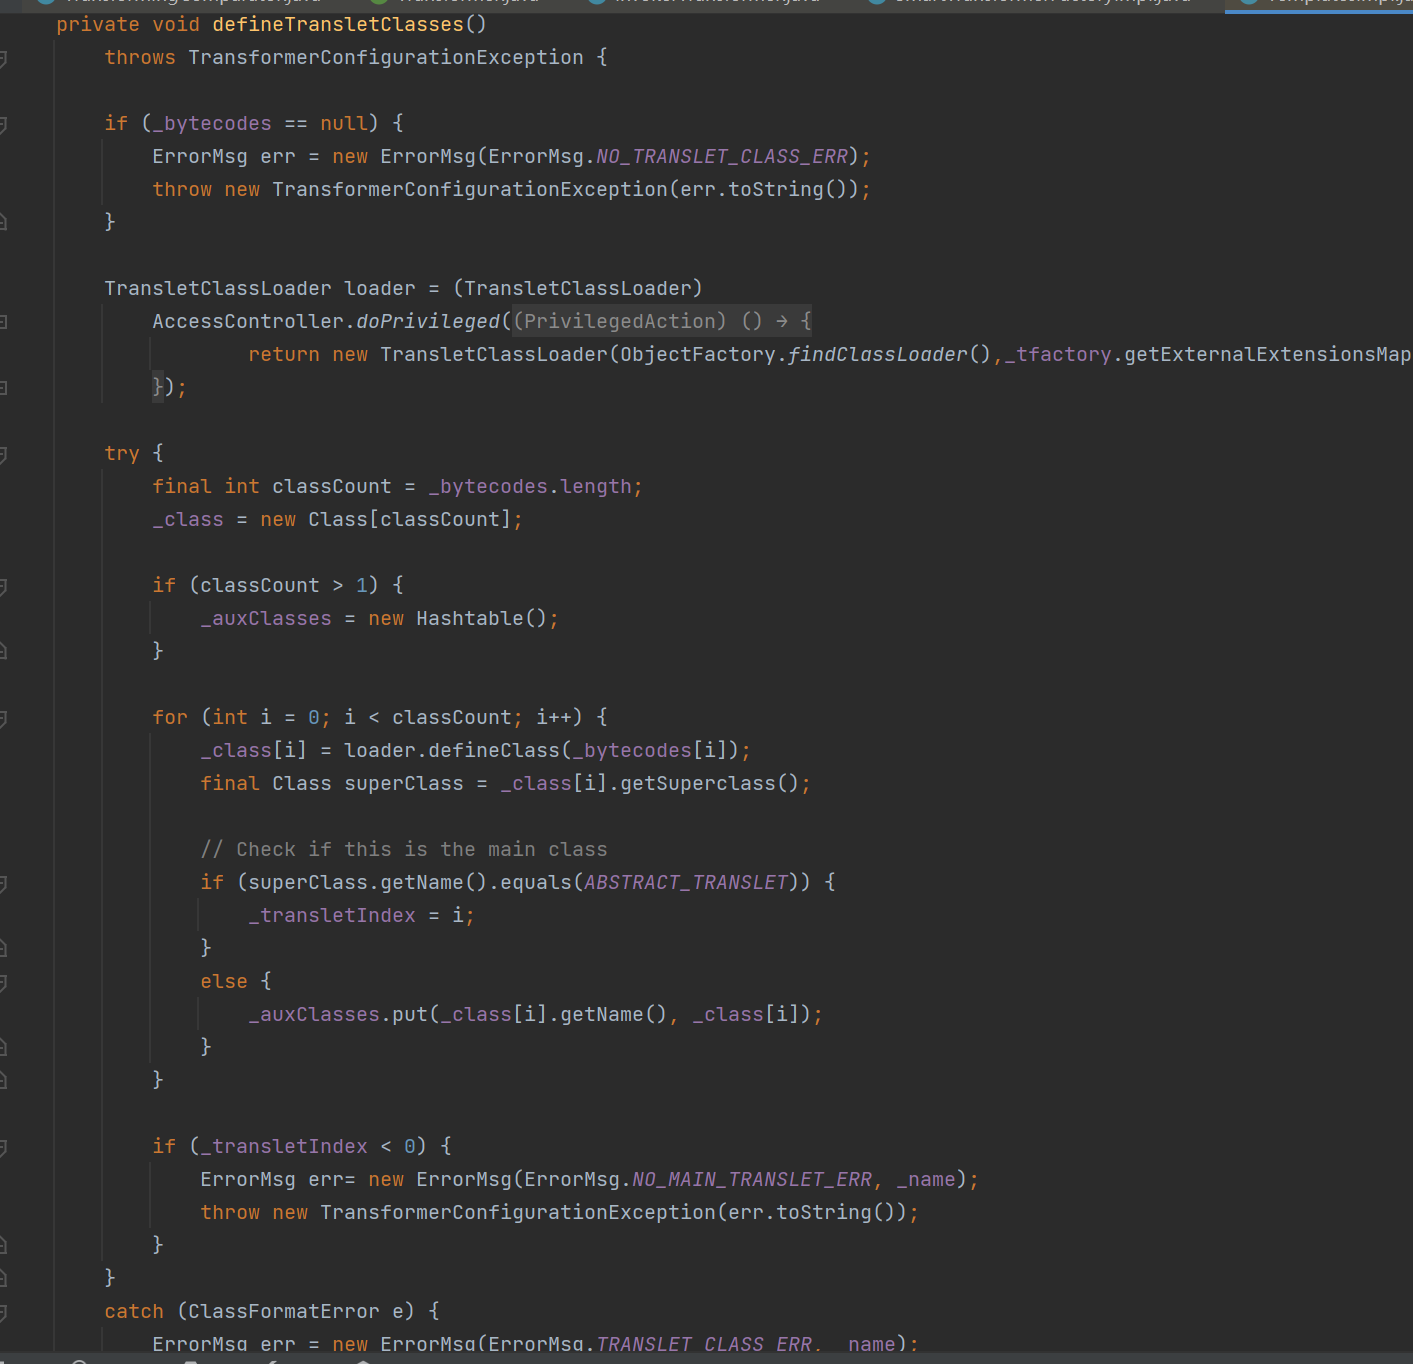 private void defineTransletClasses()
throws TransformerConfigurationException {
if (_bytecodes == null) {
ErrorMsg err = new ErrorMsg(ErrorMsg.NO_TRANSLET_CLASS_ERR);
throw new TransformerConfigurationException(err.toString());
}
TransletClassLoader loader = (TransletClassLoader)
AccessController.doPrivileged((PrivilegedAction) () → {
return new TransletClassLoader(ObjectFactory.findClassLoader(),_tfactory.getExternalExtensionsMap
});
try {
final int classCount = _bytecodes.length;
_class = new Class[classCount];
if (classCount > 1) {
_auxClasses = new Hashtable();
}
for (int i = 0; i < classCount; i++) {
_class[i] = loader.defineClass(_bytecodes[i]);
final Class superClass = _class[i].getSuperclass();
// Check if this is the main class
if (superClass.getName().equals(ABSTRACT_TRANSLET)) {
_transletIndex = i;
}
else {
_auxClasses.put(_class[i].getName(), _class[i]);
}
}
if (_transletIndex < 0) {
ErrorMsg err= new ErrorMsg(ErrorMsg.NO_MAIN_TRANSLET_ERR, _name);
throw new TransformerConfigurationException(err.toString());
}
}
catch (ClassFormatError e) {
ErrorMsg err = new ErrorMsg(ErrorMsg.TRANSLET_CLASS_ERR, _name);